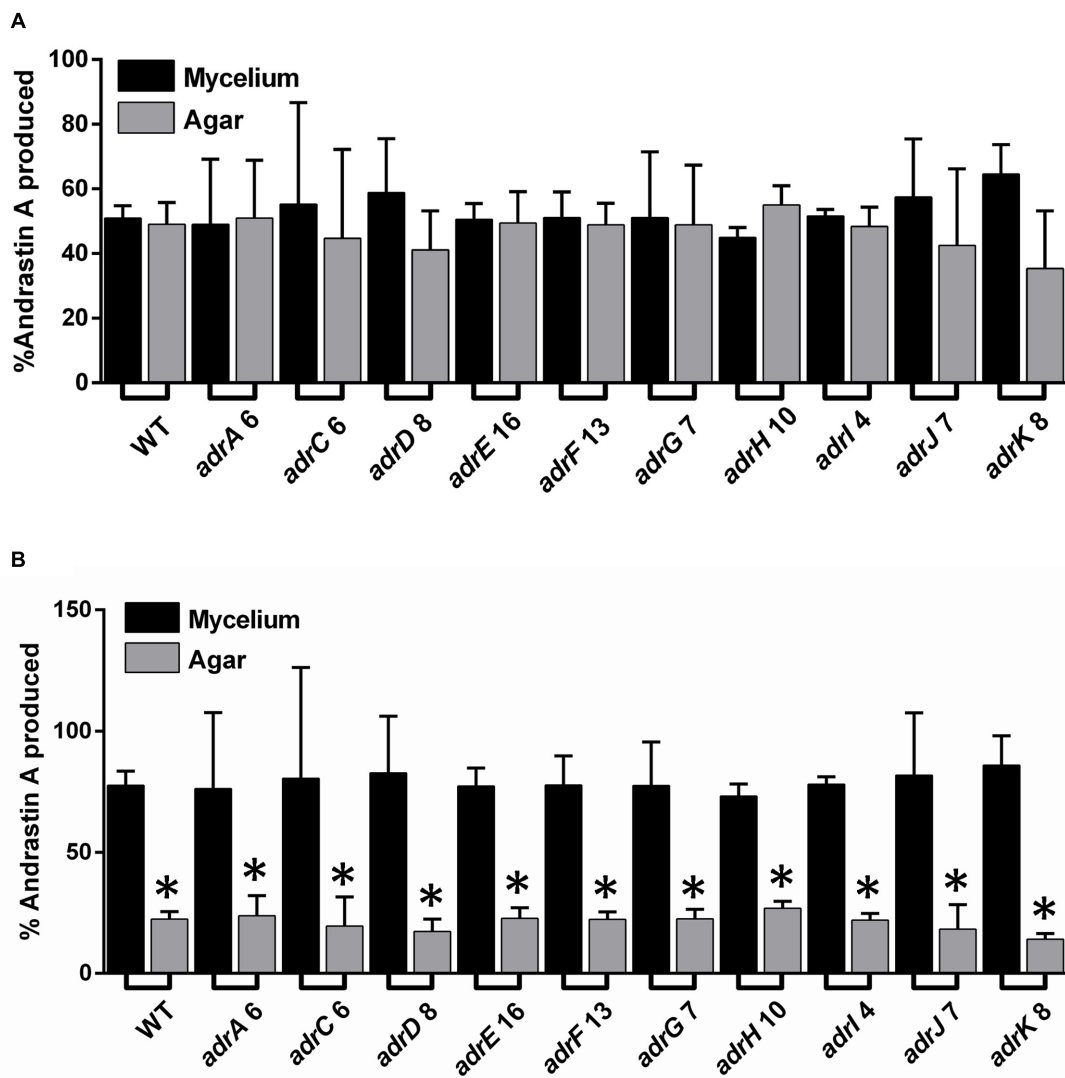 A
%Andrastin A produced
100
80
60
40
20
0
Mycelium
Agar
WT
adrA 6
adrC 6
adrD 8
adrE 16
adrF 13
adrG 7
adrH 10
adrI 4
adrJ 7
adrK 8
B
% Andrastin A produced
150
100
50
0
Mycelium
Agar
* * * * * * * * * * *
WT
adrA 6
adrC 6
adrD 8
adrE 16
adrF 13
adrG 7
adrH 10
adrI 4
adrJ 7
adrK 8